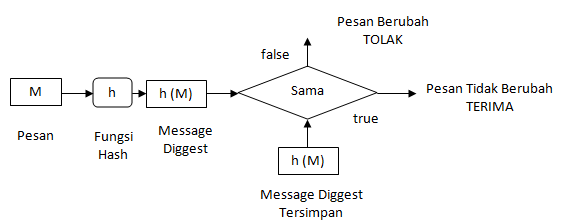 Pesan Berubah
TOLAK
false
M
h
h (M)
Sama
Pesan Tidak Berubah
TERIMA
true
Pesan
Fungsi
Hash
Message
Diggest
h (M)
Message Diggest
Tersimpan